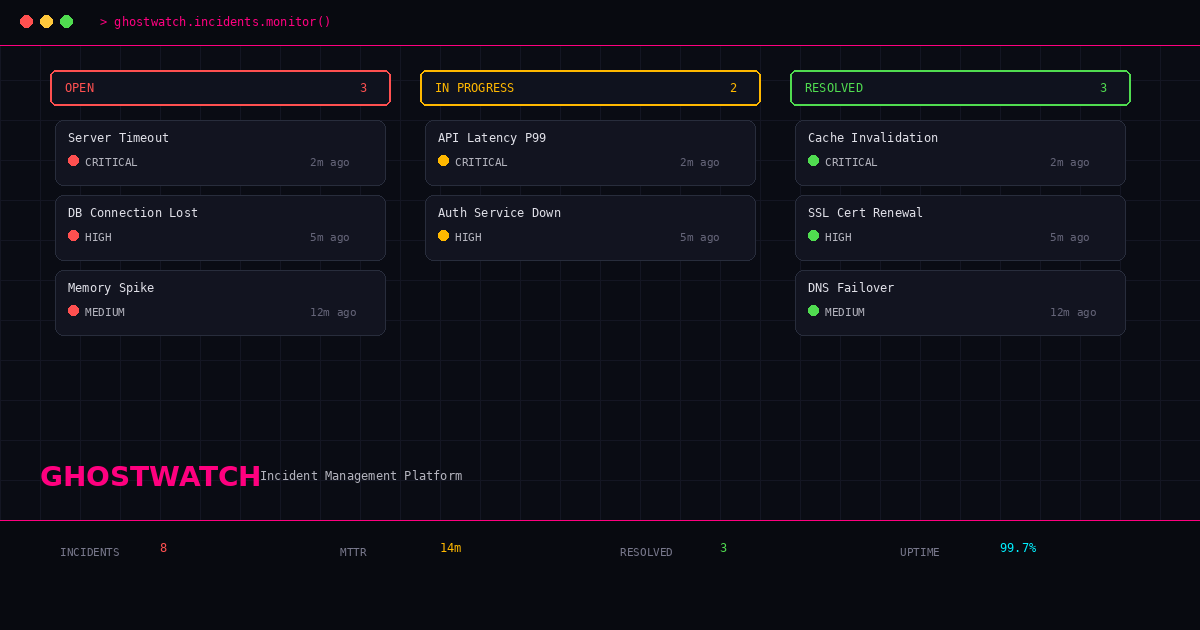 > ghostwatch.incidents.monitor()
OPEN 3
Server Timeout
CRITICAL 2m ago
DB Connection Lost
HIGH 5m ago
Memory Spike
MEDIUM 12m ago
IN PROGRESS 2
API Latency P99
CRITICAL 2m ago
Auth Service Down
HIGH 5m ago
RESOLVED 3
Cache Invalidation
CRITICAL 2m ago
SSL Cert Renewal
HIGH 5m ago
DNS Failover
MEDIUM 12m ago
GHOSTWATCH Incident Management Platform
INCIDENTS 8 MTTR 14m RESOLVED 3 UPTIME 99.7%